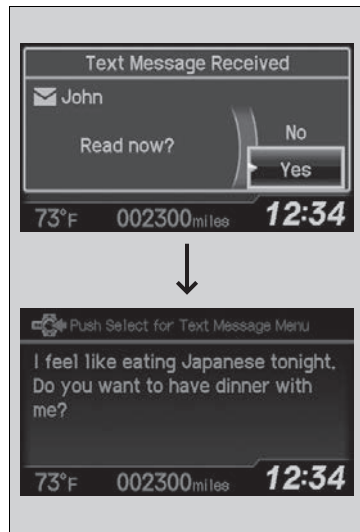 Text Message Received
John
Read now?
No
Yes
73°F 002300miles 12:34
Push Select for Text Message Menu
I feel like eating Japanese tonight.
Do you want to have dinner with
me?
73°F 002300miles 12:34